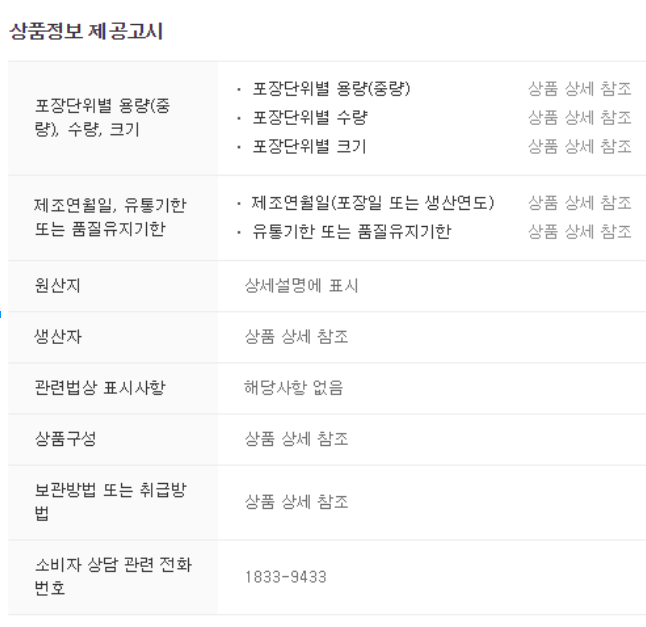 상품정보 제공고시
포장단위별 용량(중
량), 수량, 크기
· 포장단위별 용량(중량) 상품 상세 참조
· 포장단위별 수량 상품 상세 참조
· 포장단위별 크기 상품 상세 참조
제조연월일, 유통기한
또는 품질유지기한
· 제조연월일(포장일 또는 생산연도) 상품 상세 참조
· 유통기한 또는 품질유지기한 상품 상세 참조
원산지 상세설명에 표시
생산자 상품 상세 참조
관련법상 표시사항 해당사항 없음
상품구성 상품 상세 참조
보관방법 또는 취급방
법
상품 상세 참조
소비자 상담 관련 전화
번호
1833-9433